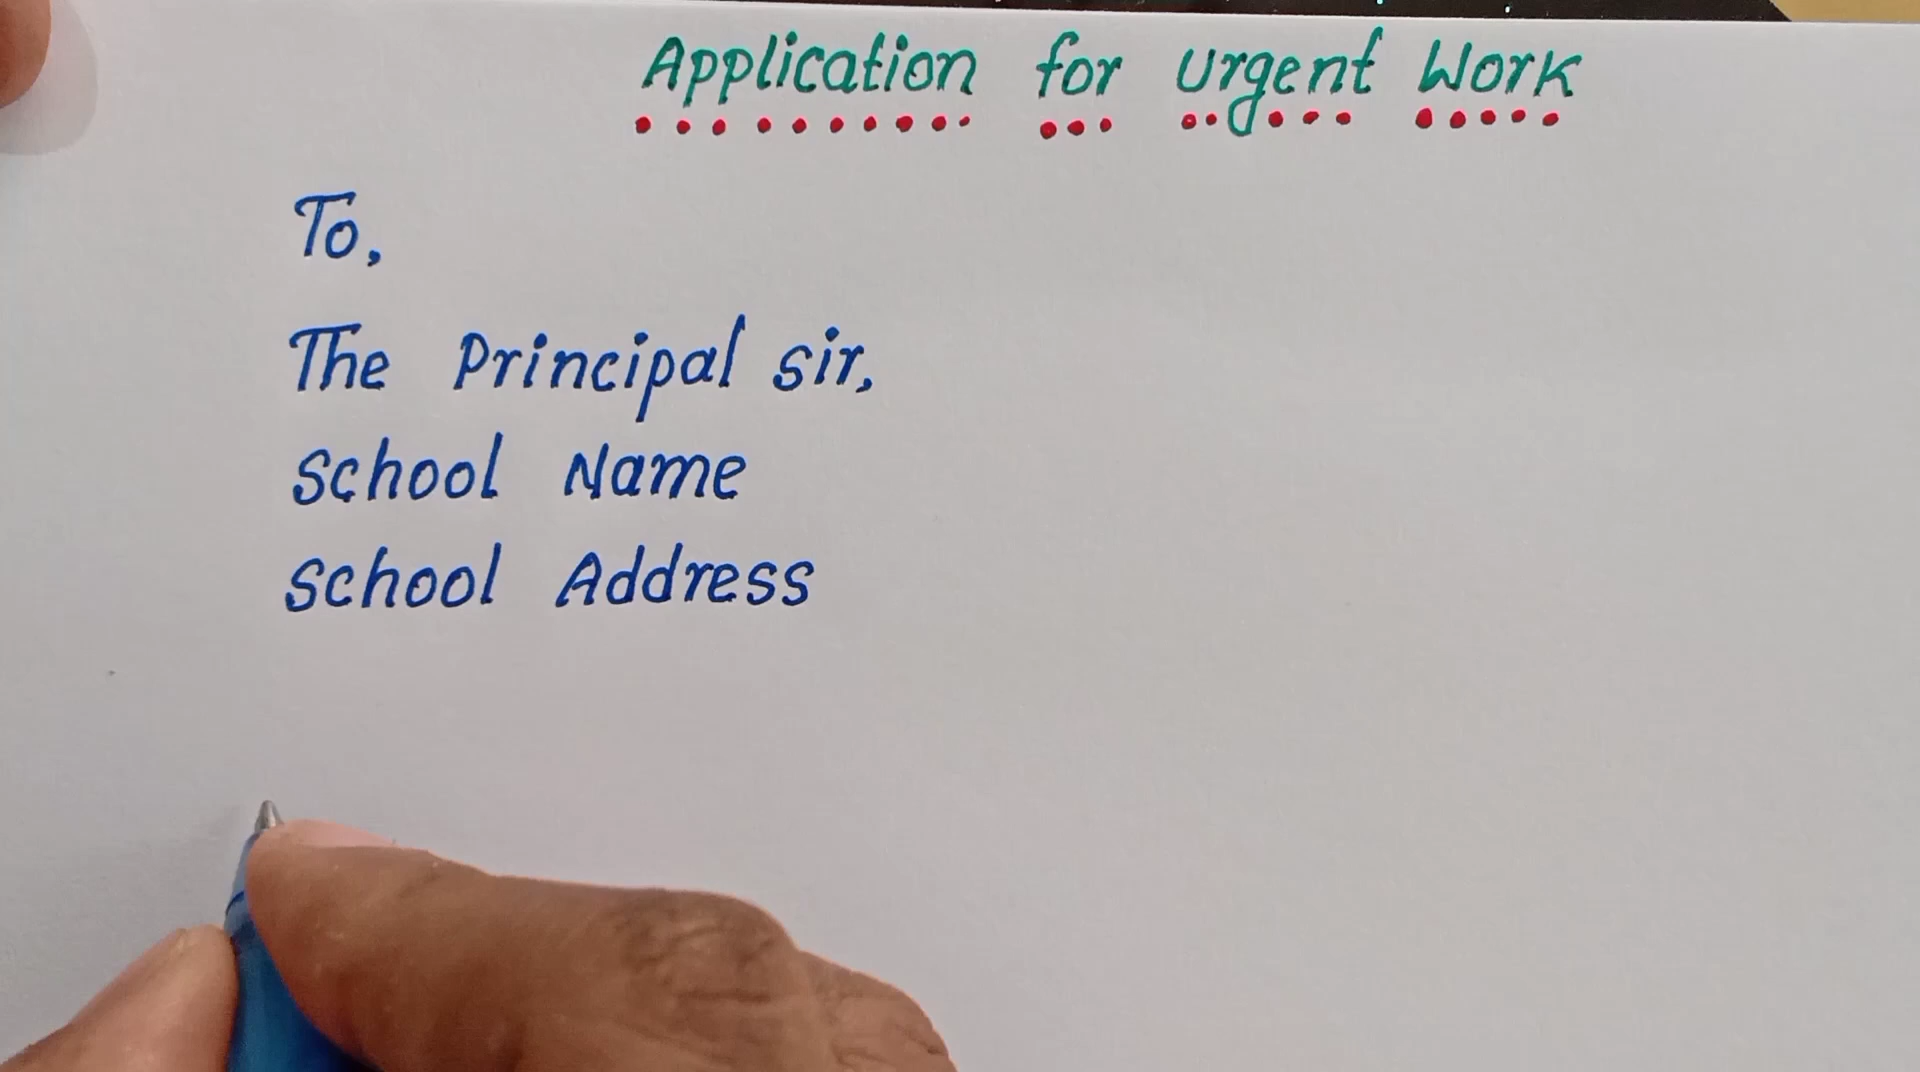 Application for urgent Work
To,
The Principal sir,
School Name
School Address